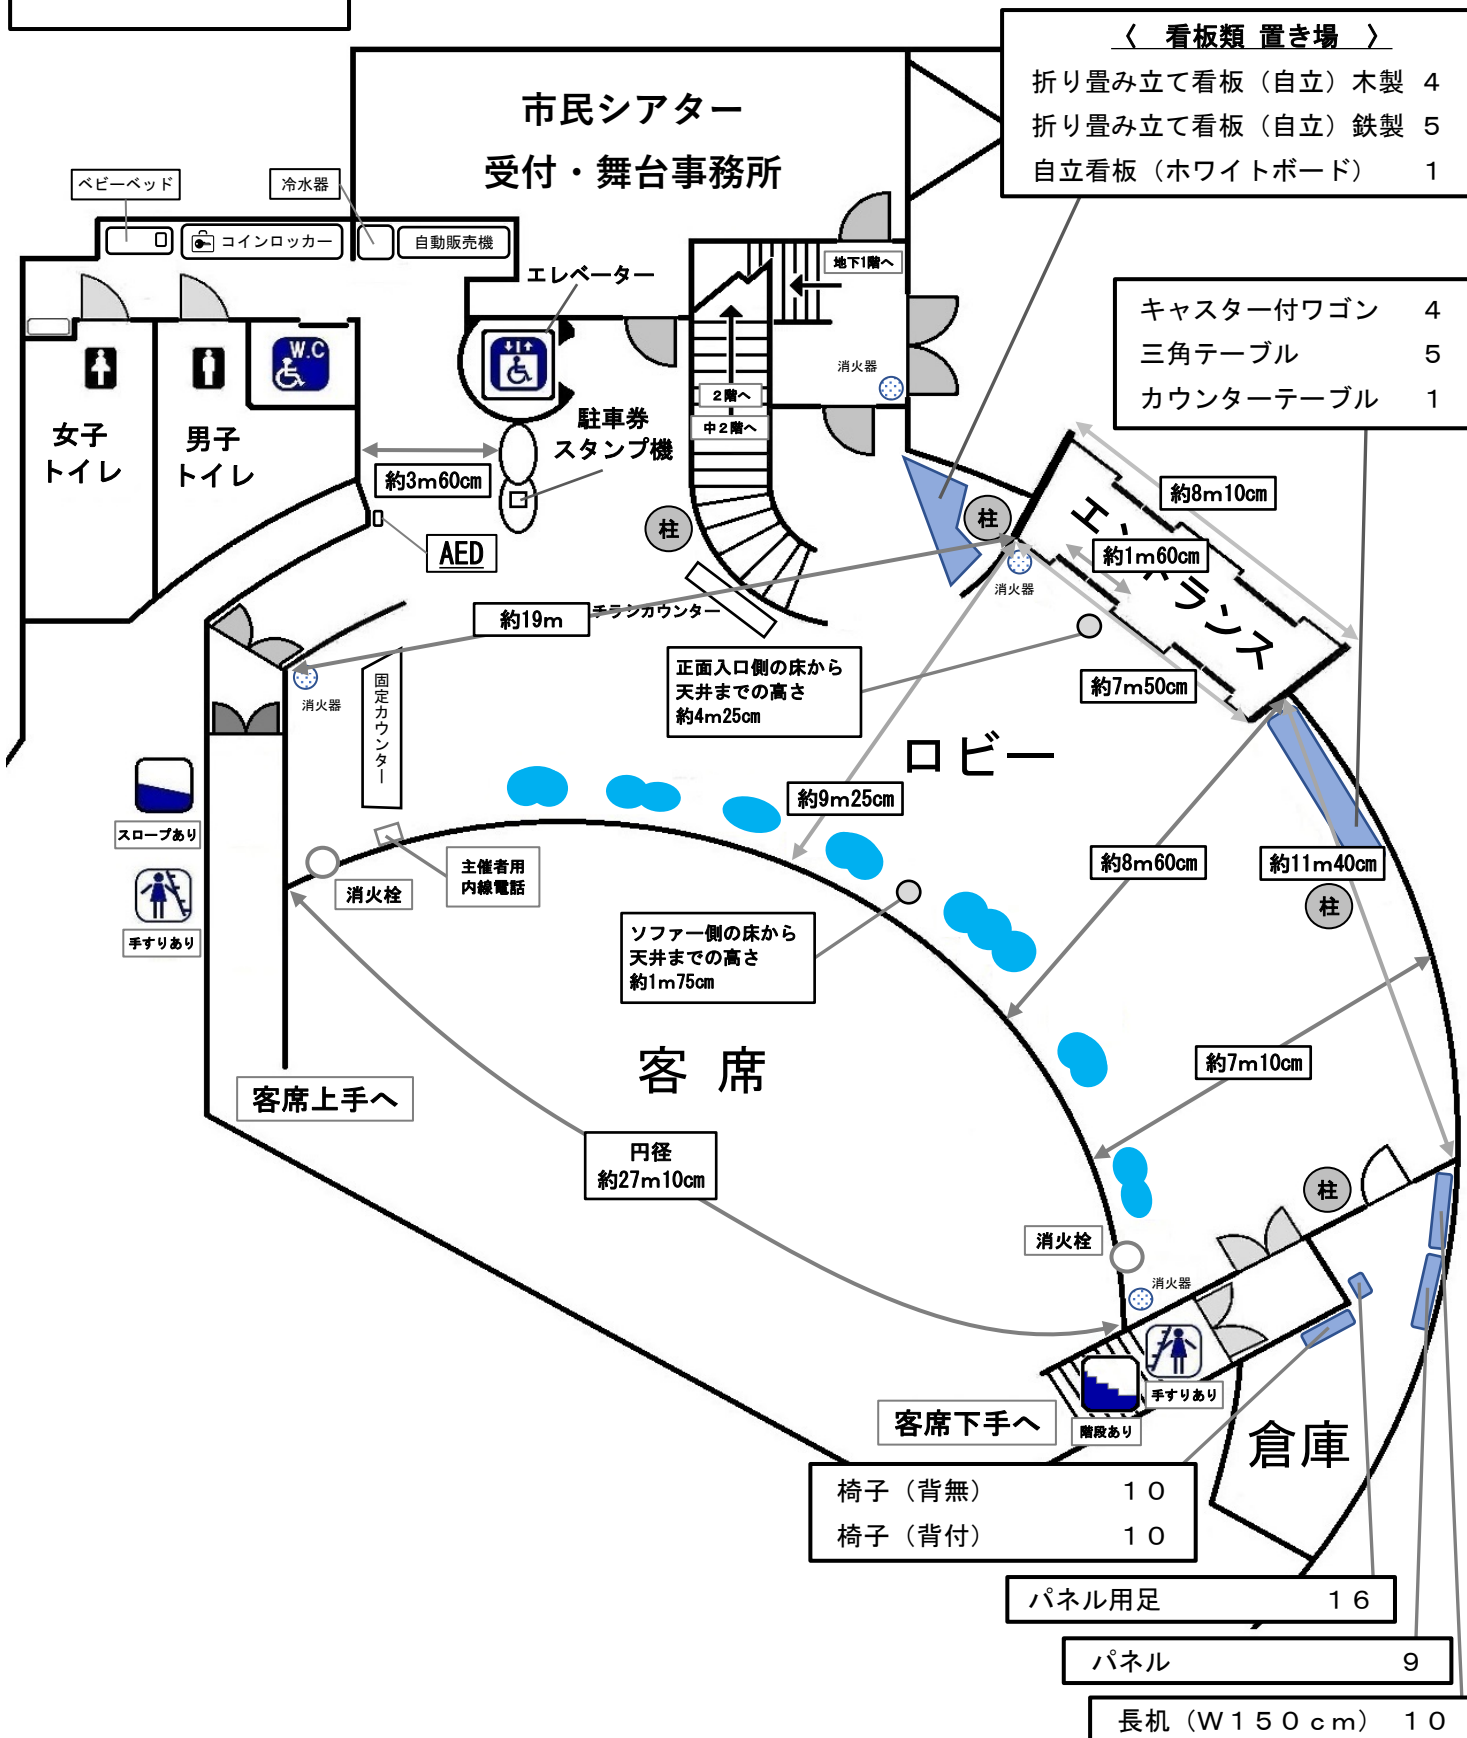 〈 看板類 置き場 〉
折り畳み立て看板（自立）木製 4
折り畳み立て看板（自立）鉄製 5
自立看板（ホワイトボード） 1
市民シアター
受付・舞台事務所
ベビーベッド
冷水器
コインロッカー
自動販売機
エレベーター
地下1階へ
キャスター付ワゴン 4
三角テーブル 5
カウンターテーブル 1
W.C
消火器
2階へ
中2階へ
女子
トイレ
男子
トイレ
駐車券
スタンプ機
約3m60cm
柱
柱
AED
約8m10cm
エントランス
約1m60cm
消火器
約19m
チラシカウンター
正面入口側の床から
天井までの高さ
約4m25cm
約7m50cm
消火器
固定カウンター
ロビー
約9m25cm
スロープあり
主催者用
内線電話
消火栓
手すりあり
約8m60cm
約11m40cm
柱
ソファー側の床から
天井までの高さ
約1m75cm
客席
約7m10cm
客席上手へ
円径
約27m10cm
柱
消火栓
消火器
手すりあり
客席下手へ
階段あり
倉庫
椅子（背無） 10
椅子（背付） 10
パネル用足 16
パネル 9
長机（W150cm） 10